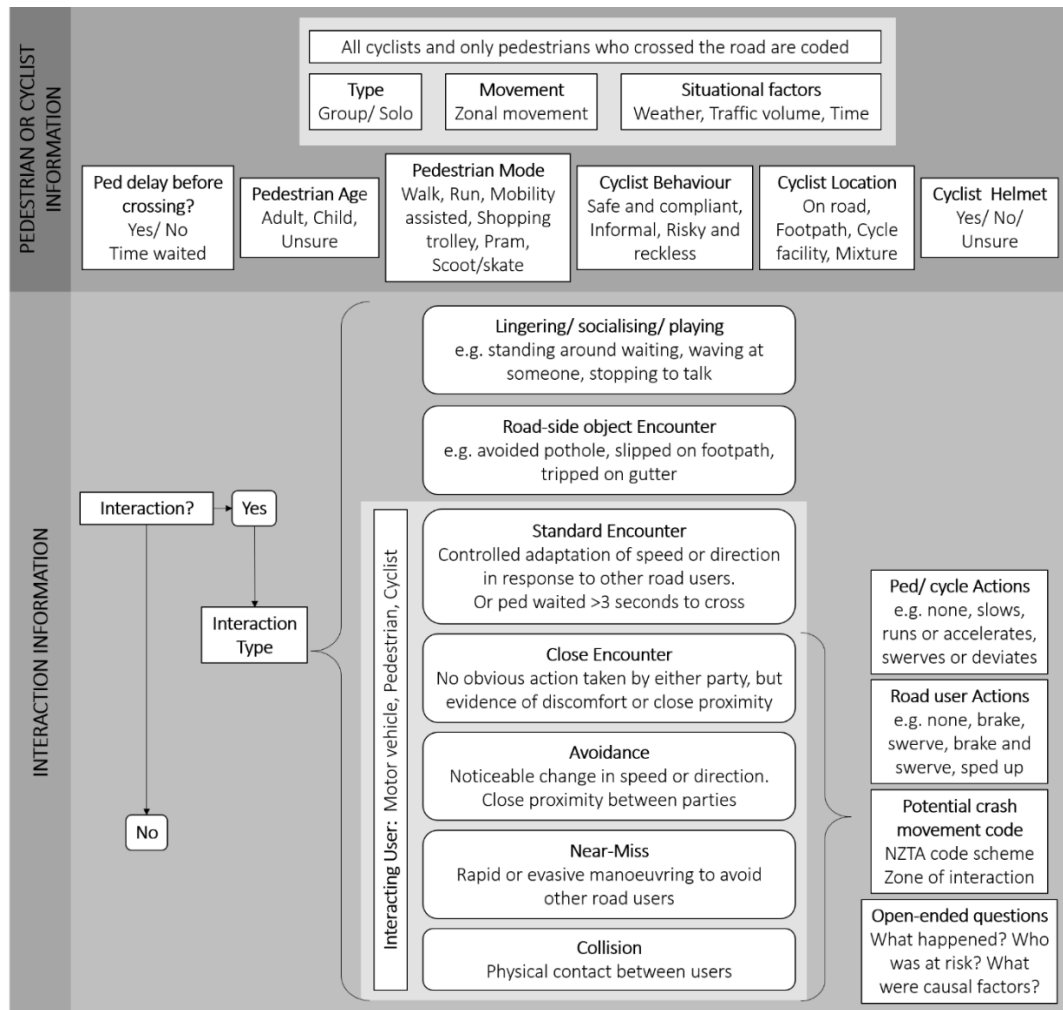 PEDESTRIAN OR CYCLIST
INFORMATION
All cyclists and only pedestrians who crossed the road are coded
Type
Group/ Solo
Movement
Zonal movement
Situational factors
Weather, Traffic volume, Time
Ped delay before
crossing?
Yes/ No
Time waited
Pedestrian Age
Adult, Child,
Unsure
Pedestrian Mode
Walk, Run, Mobility
assisted, Shopping
trolley, Pram,
Scoot/skate
Cyclist Behaviour
Safe and compliant,
Informal, Risky and
reckless
Cyclist Location
On road,
Footpath, Cycle
facility, Mixture
Cyclist Helmet
Yes/ No/
Unsure
INTERACTION INFORMATION
Interaction?
Yes
No
Interaction
Type
Lingering/ socialising/ playing
e.g. standing around waiting, waving at
someone, stopping to talk
Road-side object Encounter
e.g. avoided pothole, slipped on footpath,
tripped on gutter
Interacting User: Motor vehicle, Pedestrian, Cyclist
Standard Encounter
Controlled adaptation of speed or direction
in response to other road users.
Or ped waited >3 seconds to cross
Close Encounter
No obvious action taken by either party, but
evidence of discomfort or close proximity
Avoidance
Noticeable change in speed or direction.
Close proximity between parties
Near-Miss
Rapid or evasive manoeuvring to avoid
other road users
Collision
Physical contact between users
Ped/ cycle Actions
e.g. none, slows,
runs or accelerates,
swerves or deviates
Road user Actions
e.g. none, brake,
swerve, brake and
swerve, sped up
Potential crash
movement code
NZTA code scheme
Zone of interaction
Open-ended questions
What happened? Who
was at risk? What
were causal factors?